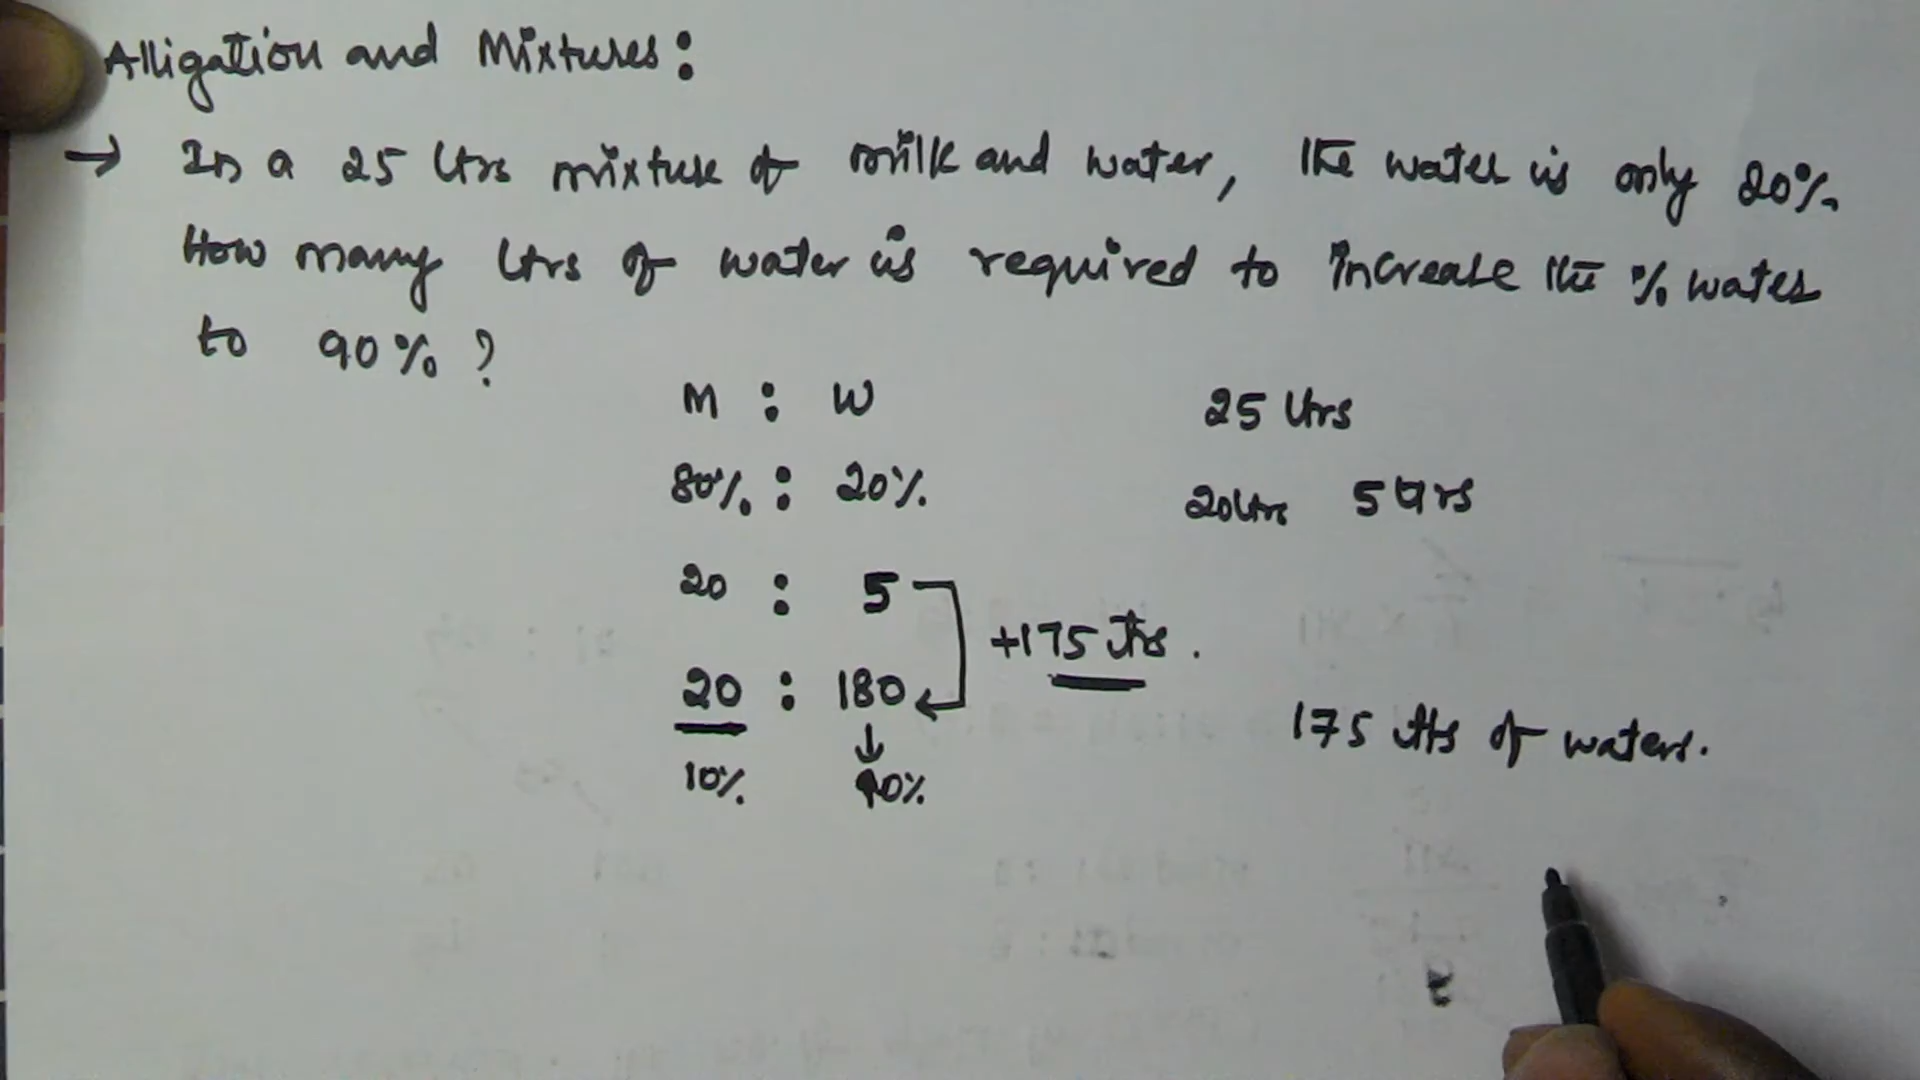 Alligation and Mixtures:
→ In a 25 ltrs mixture of milk and water, the water is only 20%.
How many ltrs of water is required to increase the % water
to 90% ?
M : W
25 ltrs
80% : 20%
20ltrs 5 ltrs
20 : 5
+175 ltrs.
20 : 180
175 ltrs of water.
↓
10% 90%